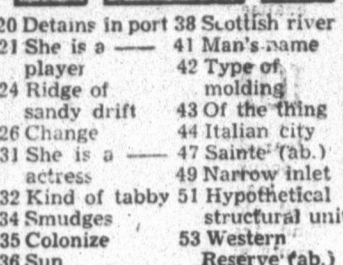 20 Detains in port
21 She is a —
player
24 Ridge of
sandy drift
26 Change
31 She is a —
actress
32 Kind of tabby
34 Smudges
35 Colonize
36 Sun
38 Scottish river
41 Man's name
42 Type of
molding
43 Of the thing
44 Italian city
47 Sainte (ab.)
49 Narrow inlet
51 Hypothetical
structural unit
53 Western
Reserve (ab.)